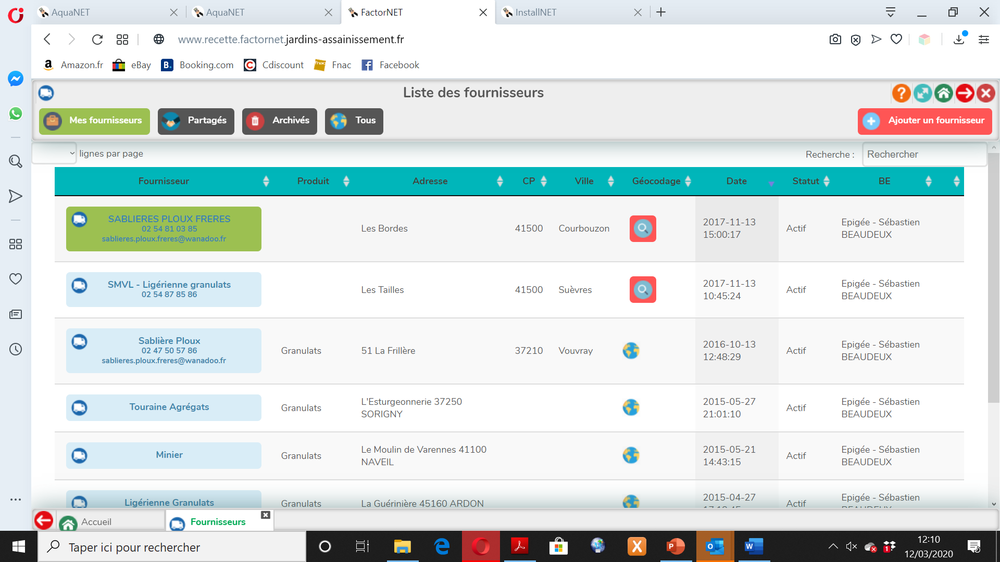 AquaNET
AquaNET
FactorNET
InstallNET
www.recette.factornet.jardins-assainissement.fr
Amazon.fr eBay Booking.com Cdiscount Fnac Facebook
Liste des fournisseurs
Mes fournisseurs Partagés Archivés Tous Ajouter un fournisseur
lignes par page Recherche : Rechercher
Fournisseur Produit Adresse CP Ville Géocodage Date Statut BE
SABLIERES PLOUX FRERES
02 54 81 03 85
sablieres.ploux.freres@wanadoo.fr
Les Bordes 41500 Courbouzon
2017-11-13
15:00:17
Actif
Epigée - Sébastien
BEAUDEUX
SMVL - Ligérienne granulats
02 54 87 85 86
Les Tailles 41500 Suèvres
2017-11-13
10:45:24
Actif
Epigée - Sébastien
BEAUDEUX
Sablière Ploux
02 47 50 57 86
sablieres.ploux.freres@wanadoo.fr
Granulats 51 La Frillère 37210 Vouvray
2016-10-13
12:48:29
Actif
Epigée - Sébastien
BEAUDEUX
Touraine Agrégats
Granulats
L'Esturgeonnerie 37250
SORIGNY
2015-05-27
21:01:10
Actif
Epigée - Sébastien
BEAUDEUX
Minier
Granulats
Le Moulin de Varennes 41100
NAVEIL
2015-05-21
14:43:15
Actif
Epigée - Sébastien
BEAUDEUX
Ligérienne Granulats
Granulats La Guérinière 45160 ARDON
2015-04-27
Actif
Epigée - Sébastien
BEAUDEUX
Accueil Fournisseurs
Taper ici pour rechercher
12:10
12/03/2020